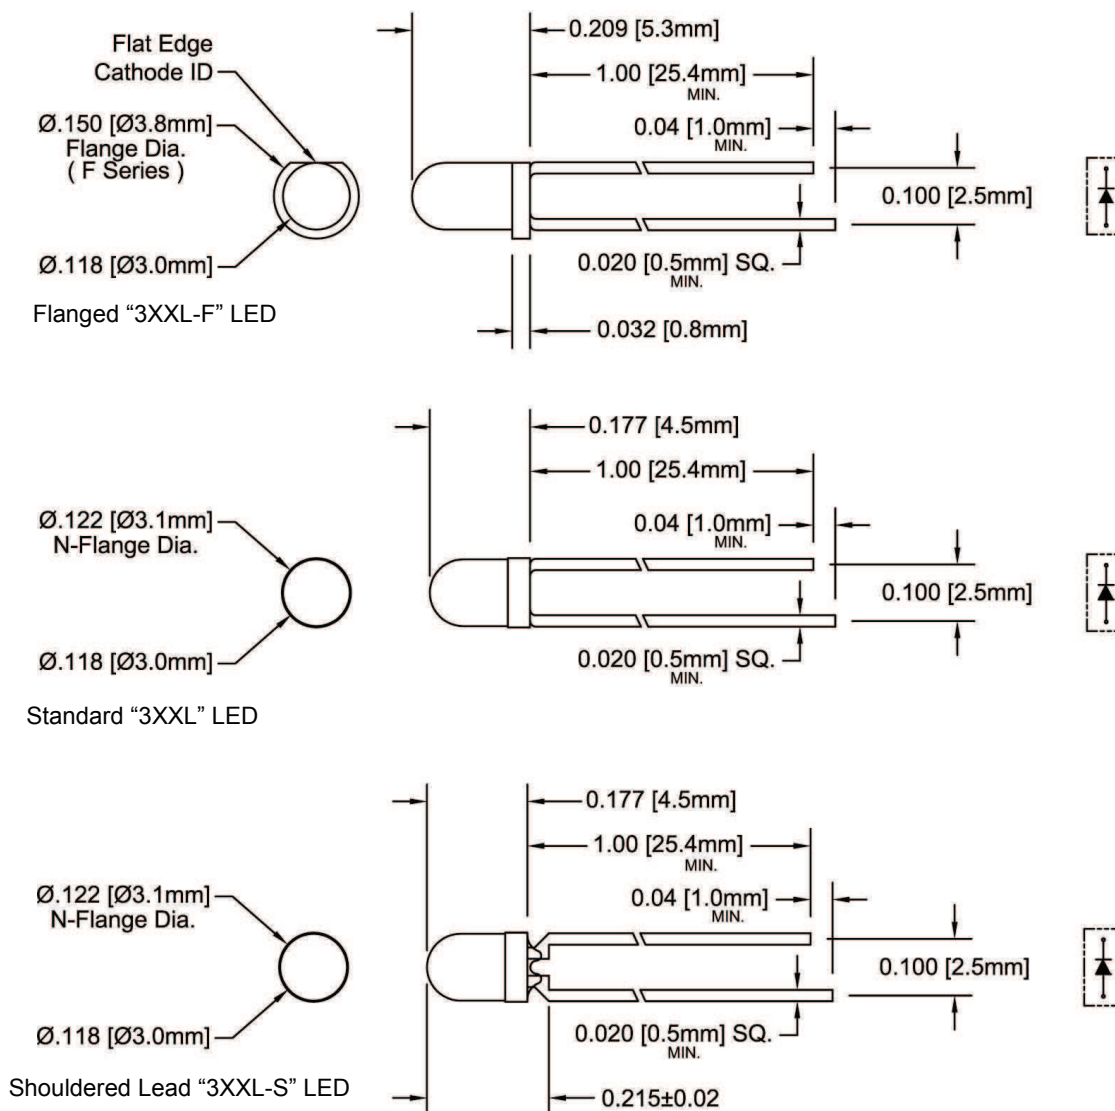 0.209 [5.3mm]
Flat Edge
Cathode ID
1.00 [25.4mm]
MIN.
Ø.150 [Ø3.8mm]
Flange Dia.
( F Series )
0.04 [1.0mm]
MIN.
0.100 [2.5mm]
Ø.118 [Ø3.0mm]
0.020 [0.5mm] SQ.
MIN.
Flanged “3XXL-F” LED
0.032 [0.8mm]
0.177 [4.5mm]
1.00 [25.4mm]
Ø.122 [Ø3.1mm]
N-Flange Dia.
0.04 [1.0mm]
MIN.
0.100 [2.5mm]
Ø.118 [Ø3.0mm]
0.020 [0.5mm] SQ.
MIN.
Standard “3XXL” LED
0.177 [4.5mm]
1.00 [25.4mm]
MIN.
Ø.122 [Ø3.1mm]
N-Flange Dia.
0.04 [1.0mm]
MIN.
0.100 [2.5mm]
Ø.118 [Ø3.0mm]
0.020 [0.5mm] SQ.
MIN.
Shouldered Lead “3XXL-S” LED
0.215±0.02